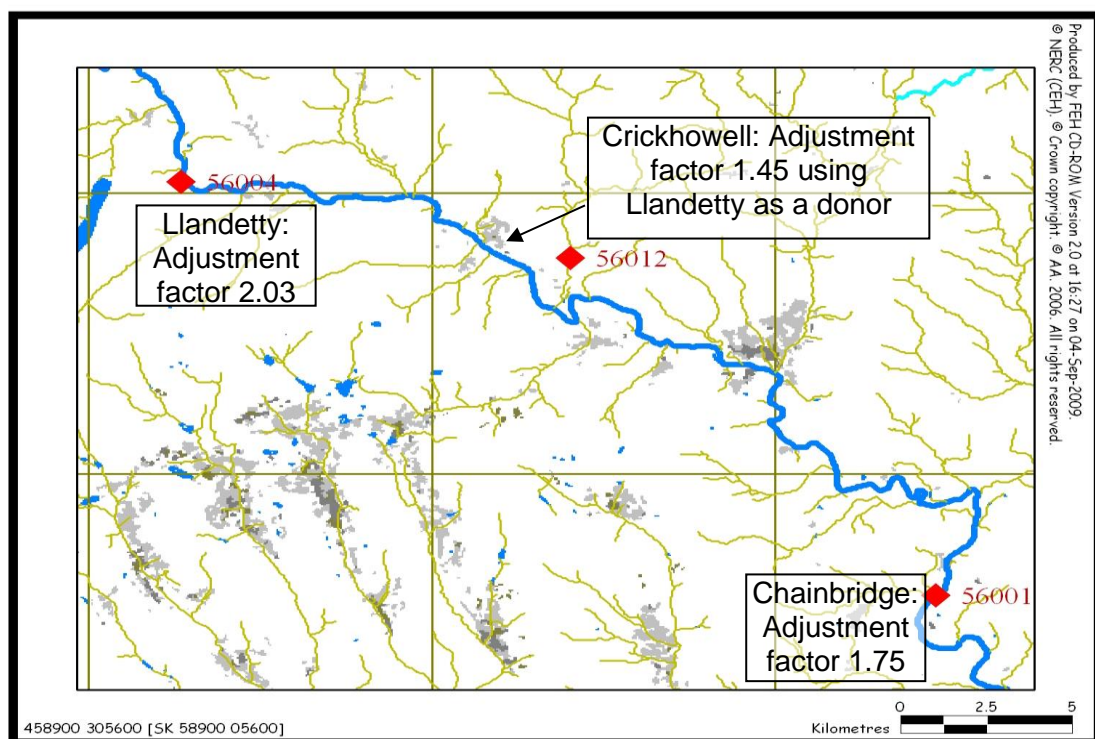 Crickhowell: Adjustment
factor 1.45 using
Llandetty as a donor
56004
Llandetty:
Adjustment
factor 2.03
56012
Chainbridge:
Adjustment
factor 1.75
56001
Produced by FEH CD-ROM Version 2.0 at 16:27 on 04-Sep-2009.
© NERC (CEH). © Crown copyright. © AA. 2006. All rights reserved.
458900 305600 [SK 58900 05600]
Kilometres
0 2.5 5